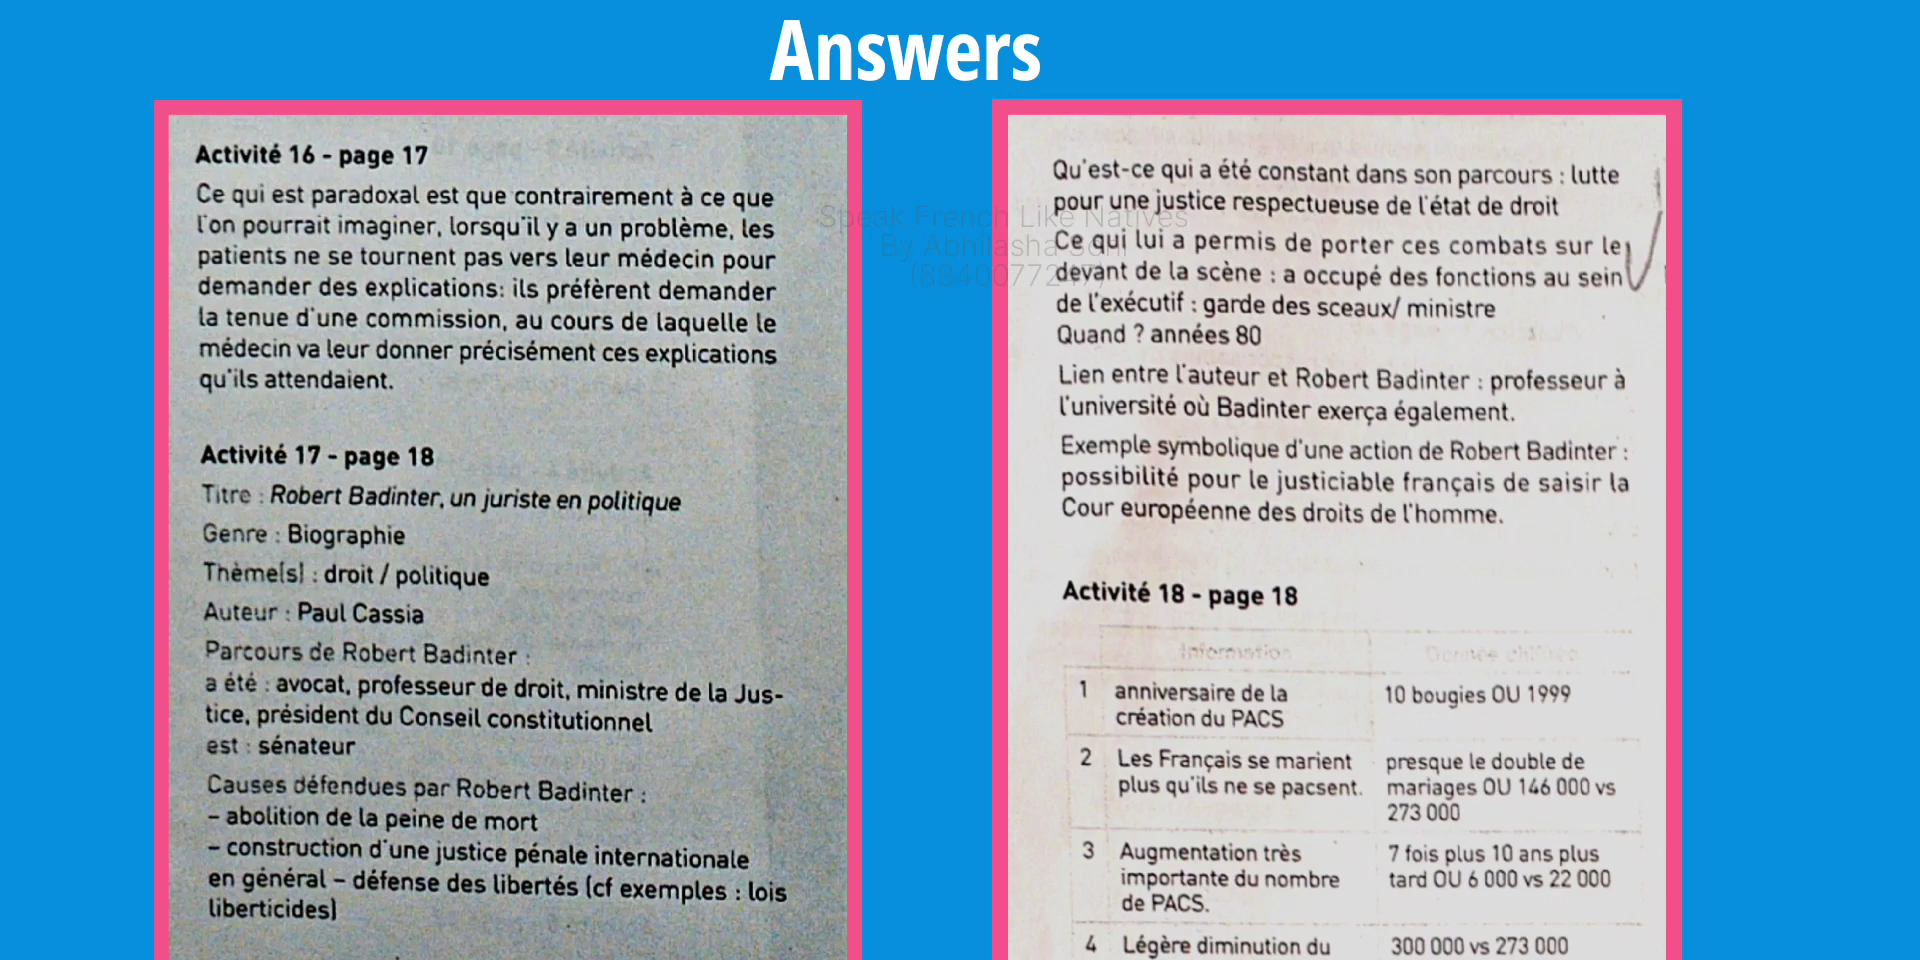 Answers
Activité 16 - page 17
Ce qui est paradoxal est que contrairement à ce que
l'on pourrait imaginer, lorsqu'il y a un problème, les
patients ne se tournent pas vers leur médecin pour
demander des explications: ils préfèrent demander
la tenue d'une commission, au cours de laquelle le
médecin va leur donner précisément ces explications
qu'ils attendaient.
Activité 17 - page 18
Titre : Robert Badinter, un juriste en politique
Genre : Biographie
Thème(s) : droit / politique
Auteur : Paul Cassia
Parcours de Robert Badinter :
a été : avocat, professeur de droit, ministre de la Jus-
tice, président du Conseil constitutionnel
est : sénateur
Causes défendues par Robert Badinter :
– abolition de la peine de mort
– construction d'une justice pénale internationale
en général – défense des libertés (cf exemples : lois
liberticides)
Qu'est-ce qui a été constant dans son parcours : lutte
pour une justice respectueuse de l'état de droit
Ce qui lui a permis de porter ces combats sur le
devant de la scène : a occupé des fonctions au sein
de l'exécutif : garde des sceaux/ ministre
Quand ? années 80
Lien entre l'auteur et Robert Badinter : professeur à
l'université où Badinter exerça également.
Exemple symbolique d'une action de Robert Badinter :
possibilité pour le justiciable français de saisir la
Cour européenne des droits de l'homme.
Activité 18 - page 18
Information Donnée chiffrée
1 anniversaire de la 10 bougies OU 1999
création du PACS
2 Les Français se marient presque le double de
plus qu'ils ne se pacsent. mariages OU 146 000 vs
273 000
3 Augmentation très 7 fois plus 10 ans plus
importante du nombre tard OU 6 000 vs 22 000
de PACS.
4 Légère diminution du 300 000 vs 273 000
Speak French Like Natives
By Abhilasha